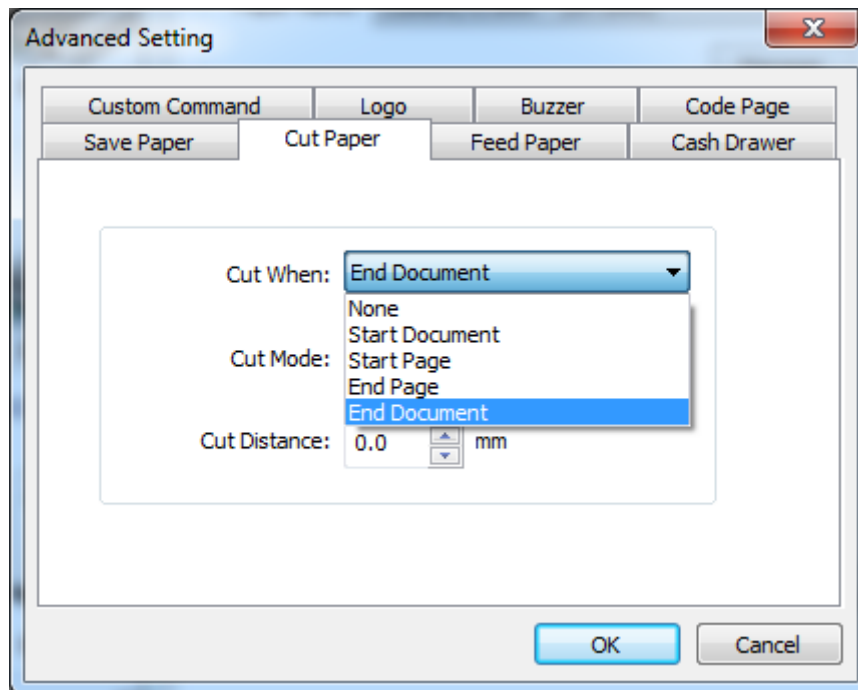 Advanced Setting
Custom Command Logo Buzzer Code Page
Save Paper Cut Paper Feed Paper Cash Drawer
Cut When: End Document
None
Start Document
Cut Mode: Start Page
End Page
End Document
Cut Distance: 0.0 mm
OK Cancel